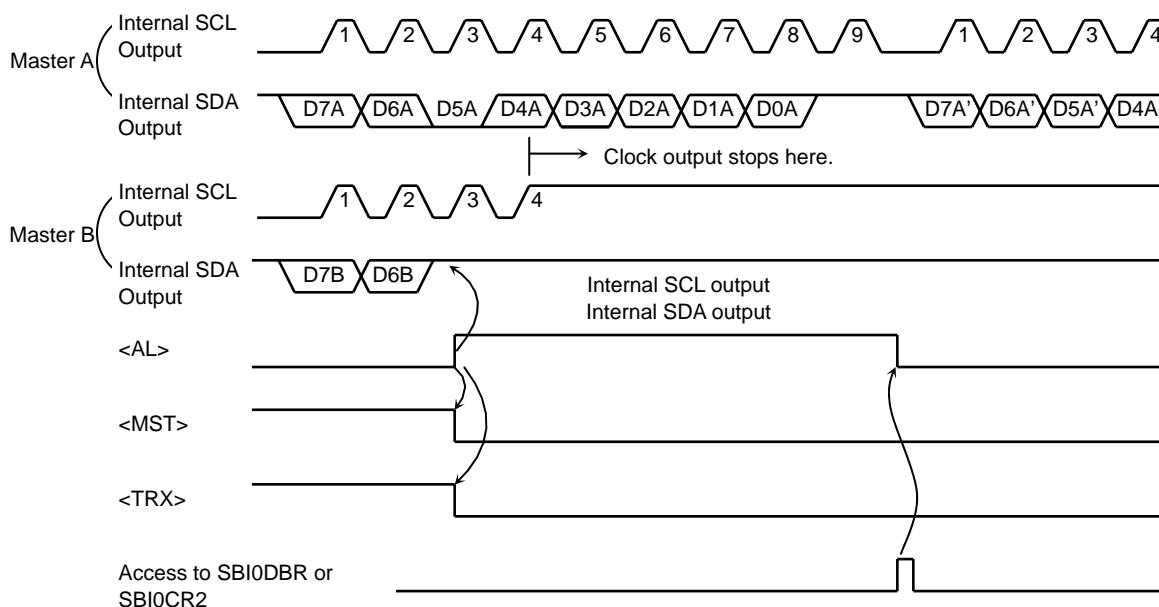 Master A
Internal SCL
Output
1 2 3 4 5 6 7 8 9 1 2 3 4
Internal SDA
Output
D7A D6A D5A D4A D3A D2A D1A D0A D7A' D6A' D5A' D4A
Clock output stops here.
Master B
Internal SCL
Output
1 2 3 4
Internal SDA
Output
D7B D6B
Internal SCL output
Internal SDA output
<AL>
<MST>
<TRX>
Access to SBI0DBR or
SBI0CR2